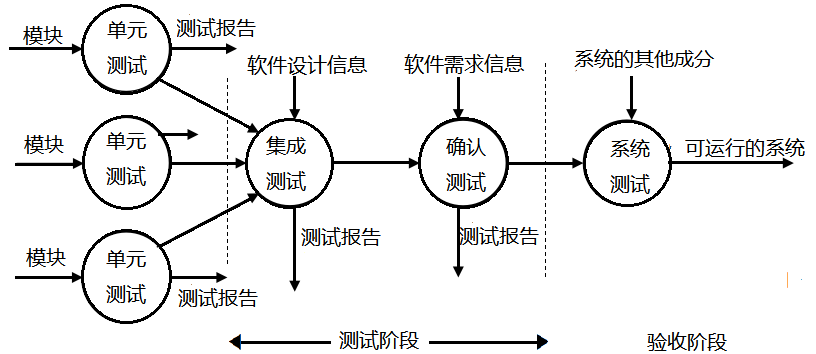 模块
单元
测试
测试报告
模块
单元
测试
模块
单元
测试
测试报告
软件设计信息
集成
测试
测试报告
软件需求信息
确认
测试
测试报告
系统的其他成分
系统
测试
可运行的系统
测试阶段
验收阶段